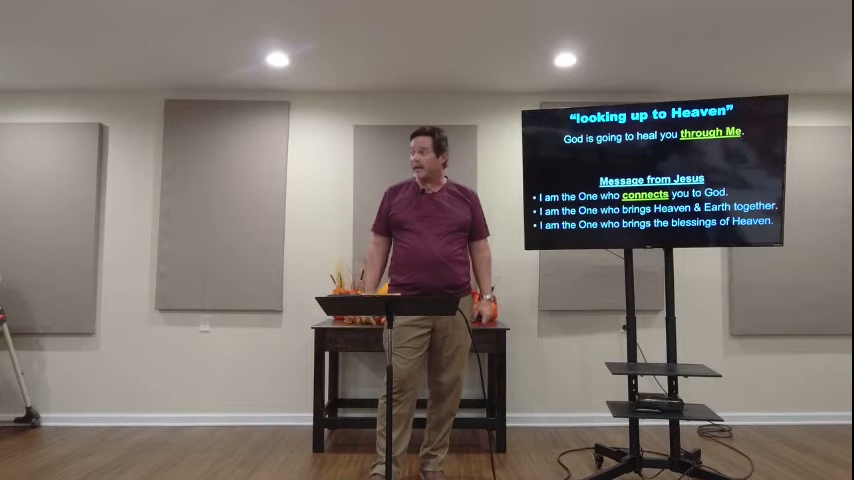 “looking up to Heaven”
God is going to heal you through Me.
Message from Jesus
• I am the One who connects you to God.
• I am the One who brings Heaven & Earth together.
• I am the One who brings the blessings of Heaven.